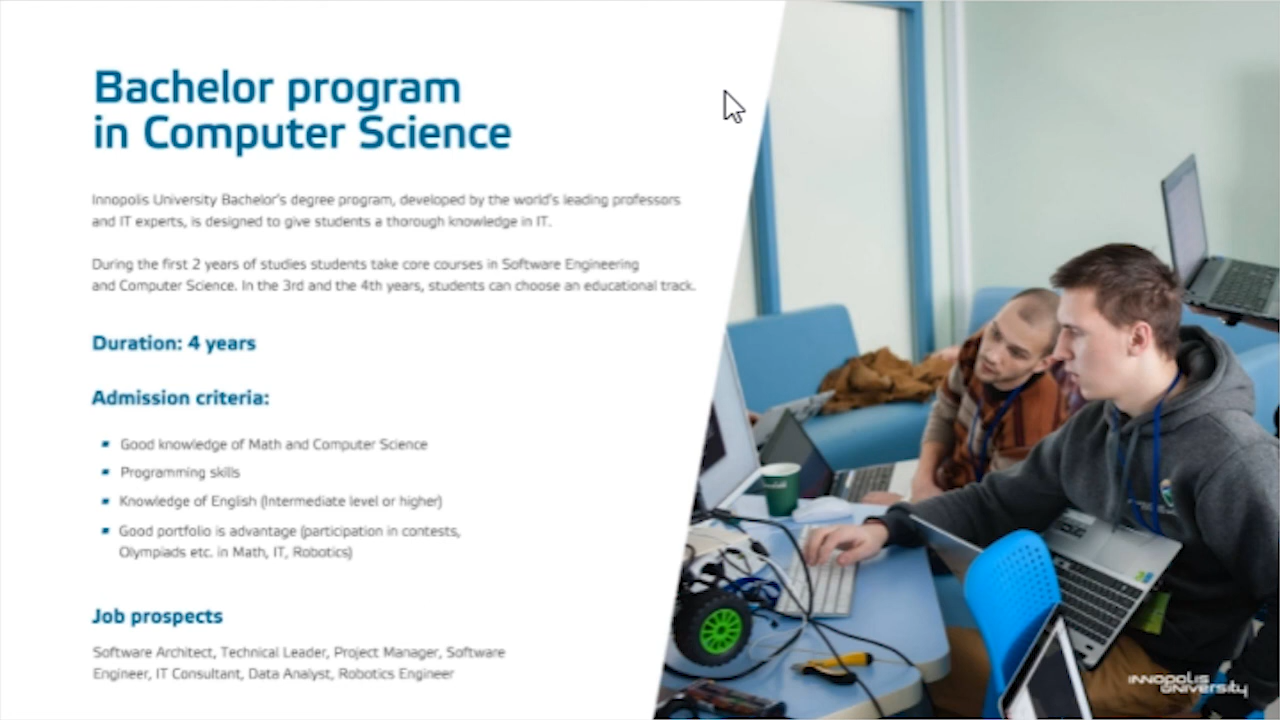 Bachelor program
in Computer Science
Innopolis University Bachelor's degree program, developed by the world's leading professors
and IT experts, is designed to give students a thorough knowledge in IT.
During the first 2 years of studies students take core courses in Software Engineering
and Computer Science. In the 3rd and the 4th years, students can choose an educational track.
Duration: 4 years
Admission criteria:
Good knowledge of Math and Computer Science
Programming skills
Knowledge of English (Intermediate level or higher)
Good portfolio is advantage (participation in contests,
Olympiads etc. in Math, IT, Robotics)
Job prospects
Software Architect, Technical Leader, Project Manager, Software
Engineer, IT Consultant, Data Analyst, Robotics Engineer
INNOPOLIS
UNIVERSITY